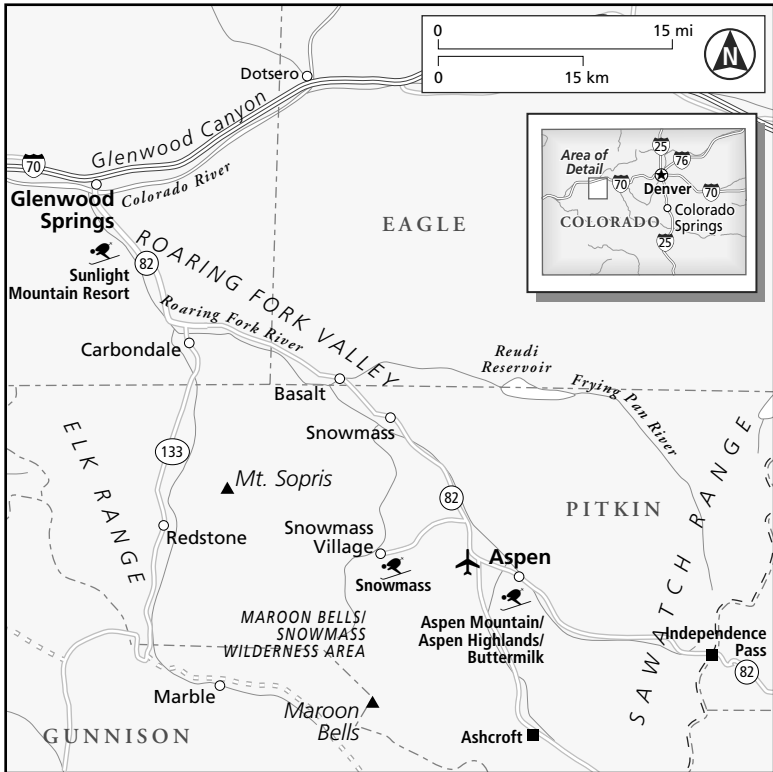 0 15 mi
0 15 km
N
Dotsero
Glenwood Canyon
70
Colorado River
Glenwood
Springs
Area of
Detail
25
76
70
Denver
70
COLORADO
Colorado
Springs
25
EAGLE
ROARING FORK VALLEY
82
Sunlight
Mountain Resort
Roaring Fork River
Carbondale
Reudi
Reservoir
Frying Pan River
Basalt
Snowmass
ELK RANGE
133
Mt. Sopris
82
PITKIN
SAWATCH RANGE
Redstone
Snowmass
Village
Snowmass
Aspen
Aspen Mountain/
Aspen Highlands/
Buttermilk
MAROON BELLS/
SNOWMASS
WILDERNESS AREA
Independence
Pass
82
Marble
Maroon
Bells
GUNNISON
Ashcroft